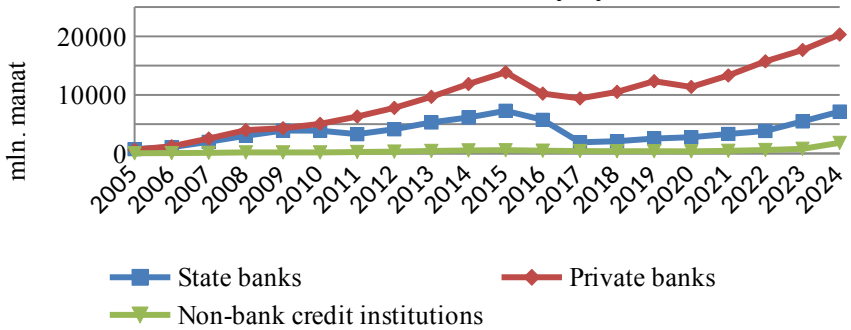 20000
10000
0
mln. manat
2005 2006 2007 2008 2009 2010 2011 2012 2013 2014 2015 2016 2017 2018 2019 2020 2021 2022 2023 2024
State banks Private banks
Non-bank credit institutions